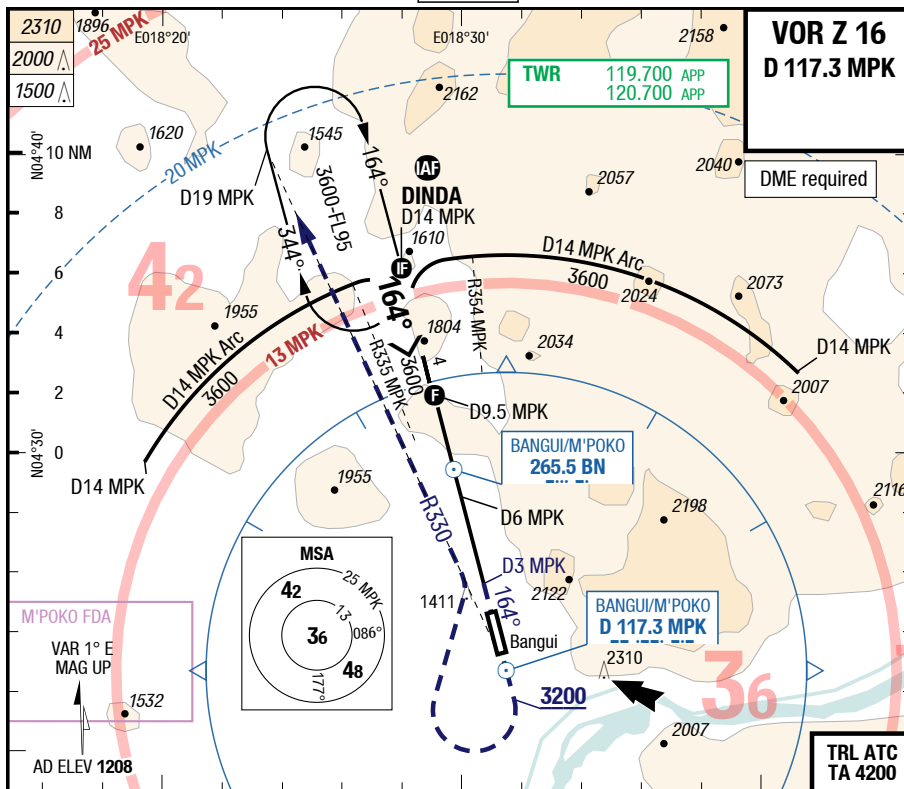 2310
2000
1500
1896
25 MPK
E018°20'
E018°30'
2158
VOR Z 16
D 117.3 MPK
TWR 119.700 APP
120.700 APP
2162
1620
1545
N04°40'
10 NM
20 MPK
164°
IAF
DINDA
D14 MPK
D19 MPK
3600-FL95
2057
2040
DME required
8
1610
344°
IF
D14 MPK Arc
3600
6
42
164°
R354 MPK
2024
2073
1955
13 MPK
1804
2034
4
D14 MPK Arc
3600
R335 MPK
3600
4
D14 MPK
2
F
D9.5 MPK
2007
N04°30'
0
BANGUI/M'POKO
265.5 BN
D14 MPK
1955
R330
D6 MPK
2198
2116
MSA
42
25 MPK
13
086°
36
48
177°
D3 MPK
164°
2122
1411
M'POKO FDA
BANGUI/M'POKO
D 117.3 MPK
Bangui
VAR 1° E
MAG UP
2310
36
1532
3200
2007
AD ELEV 1208
TRL ATC
TA 4200